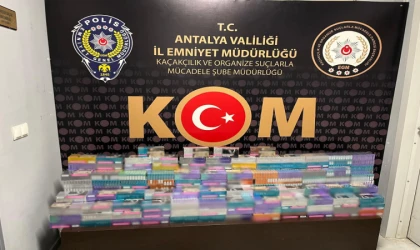 POLİS
T.C.
ANTALYA VALİLİĞİ
İL EMNİYET MÜDÜRLÜĞÜ
KAÇAKÇILIK VE ORGANİZE SUÇLARLA
MÜCADELE ŞUBE MÜDÜRLÜĞÜ
KOM